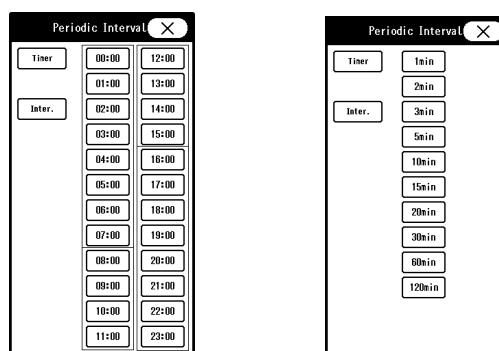 Periodic Interval
Timer 00:00 12:00
01:00 13:00
Inter. 02:00 14:00
03:00 15:00
04:00 16:00
05:00 17:00
06:00 18:00
07:00 19:00
08:00 20:00
09:00 21:00
10:00 22:00
11:00 23:00
Periodic Interval
Timer 1min
2min
Inter. 3min
5min
10min
15min
20min
30min
60min
120min